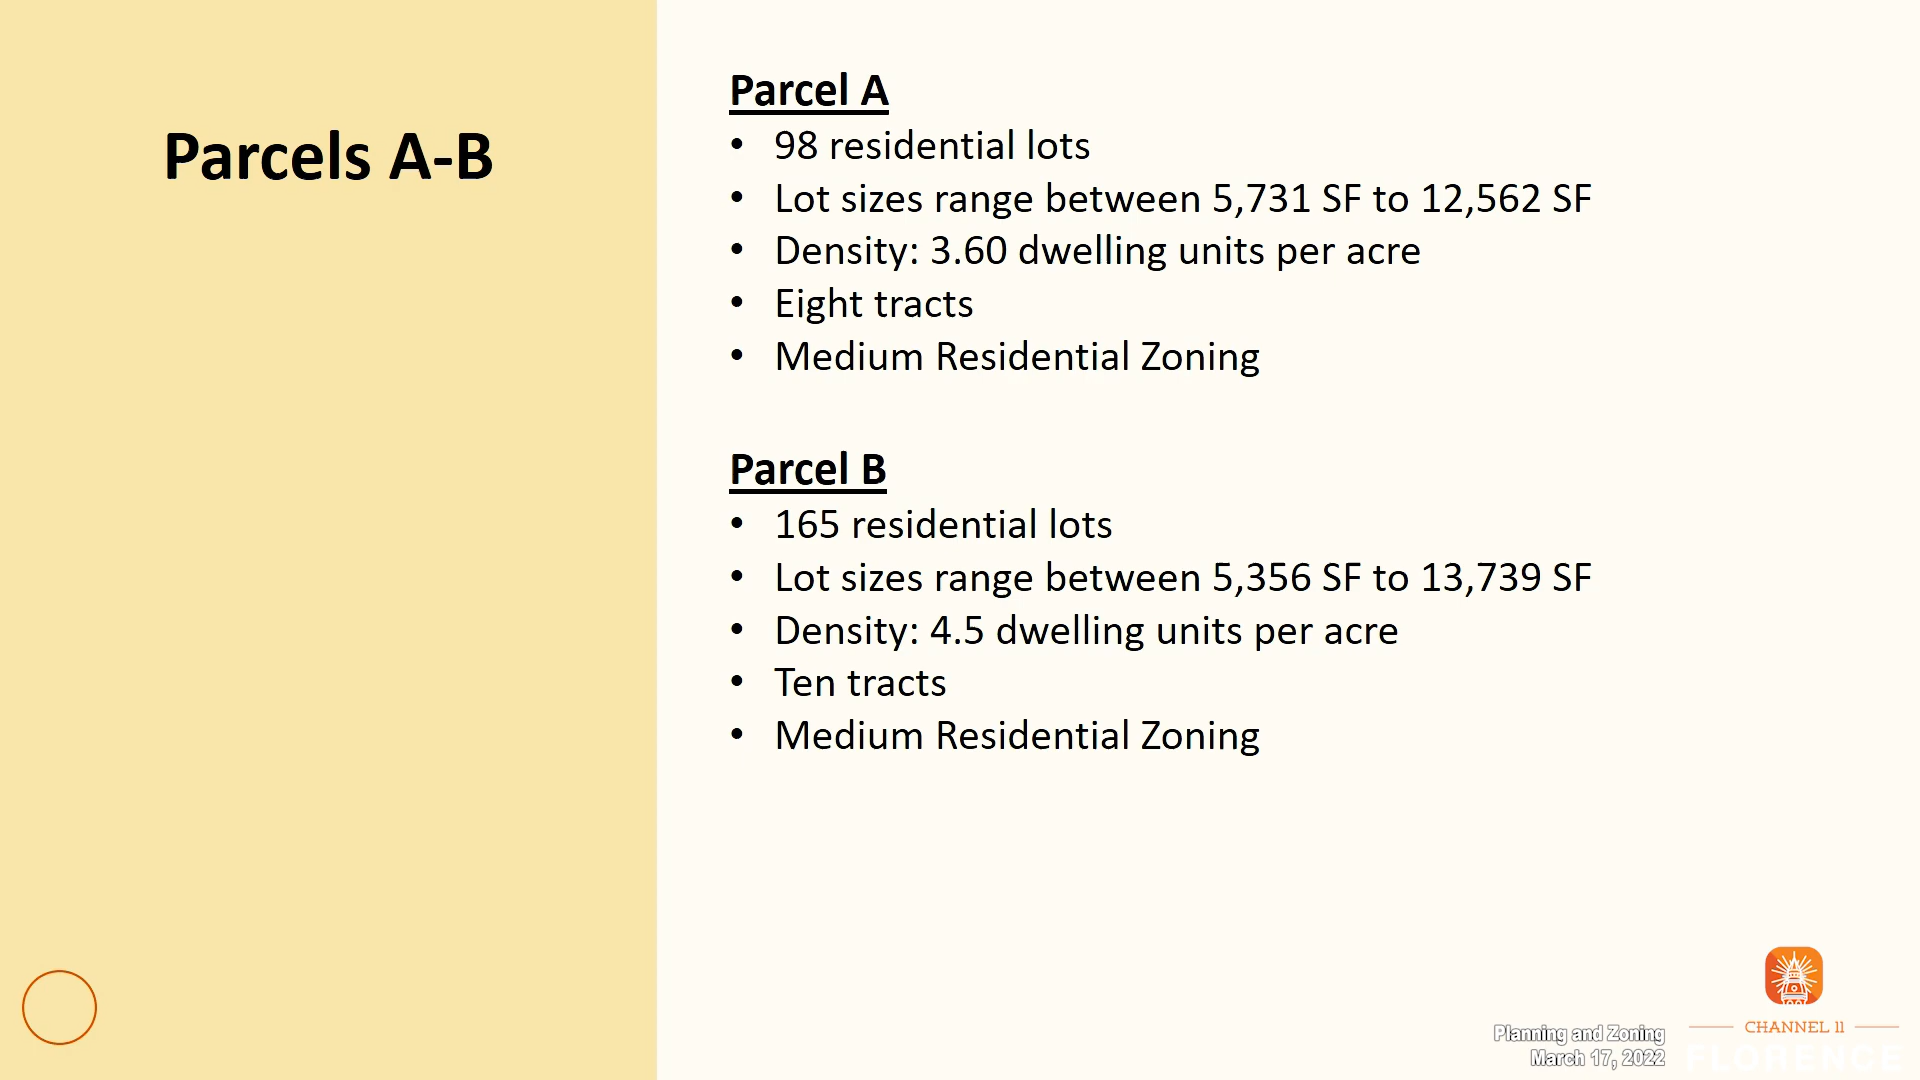 Parcels A-B
Parcel A
• 98 residential lots
• Lot sizes range between 5,731 SF to 12,562 SF
• Density: 3.60 dwelling units per acre
• Eight tracts
• Medium Residential Zoning
Parcel B
• 165 residential lots
• Lot sizes range between 5,356 SF to 13,739 SF
• Density: 4.5 dwelling units per acre
• Ten tracts
• Medium Residential Zoning
Planning and Zoning
March 17, 2022
CHANNEL 11
FLORENCE